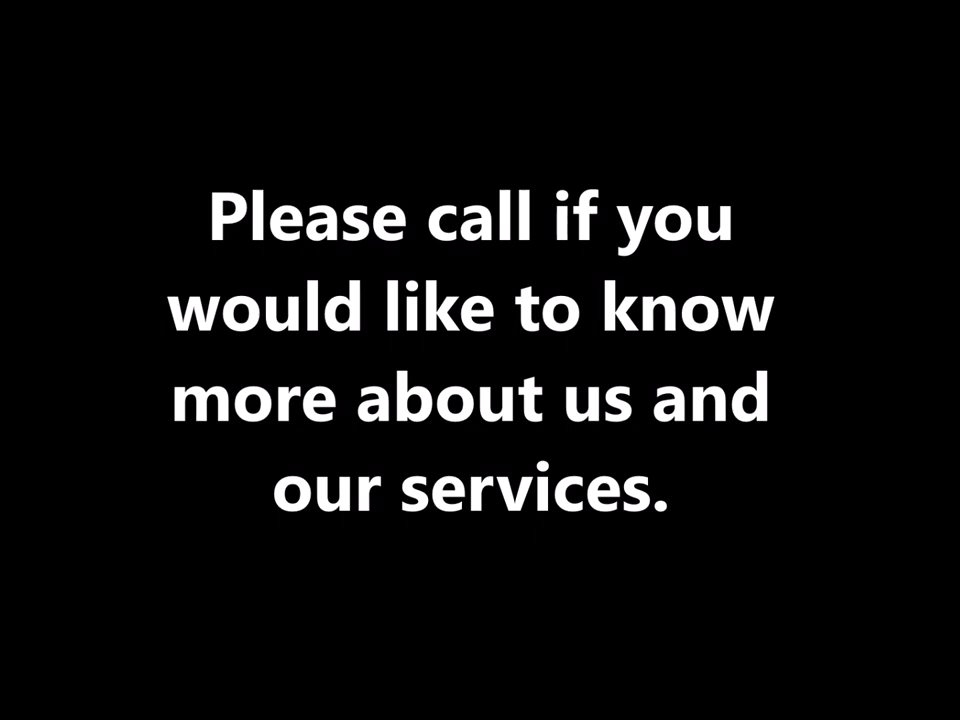 Please call if you
would like to know
more about us and
our services.